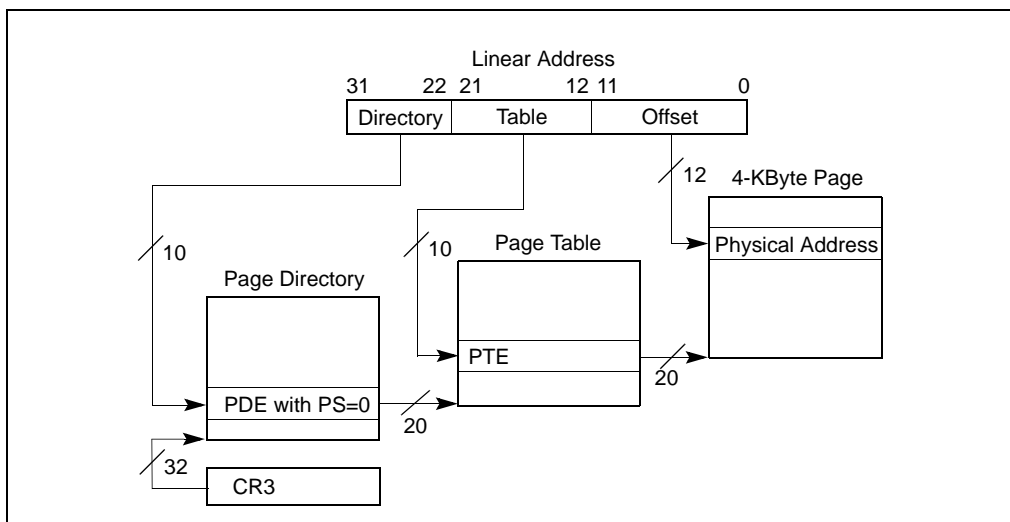 Linear Address
31 22 21 12 11 0
Directory Table Offset
12
4-KByte Page
Physical Address
10
10
Page Table
Page Directory
PTE
20
PDE with PS=0
20
32
CR3